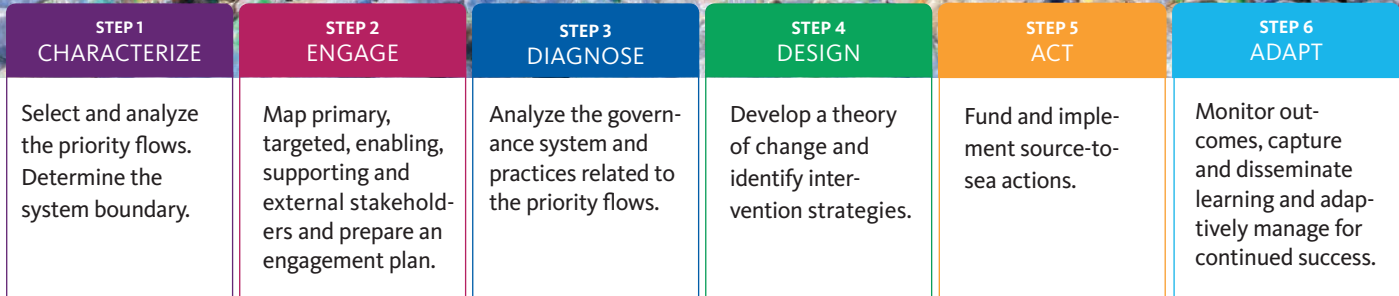 STEP 1
CHARACTERIZE
Select and analyze
the priority flows.
Determine the
system boundary.
STEP 2
ENGAGE
Map primary,
targeted, enabling,
supporting and
external stakehold-
ers and prepare an
engagement plan.
STEP 3
DIAGNOSE
Analyze the govern-
ance system and
practices related to
the priority flows.
STEP 4
DESIGN
Develop a theory
of change and
identify inter-
vention strategies.
STEP 5
ACT
Fund and imple-
ment source-to-
sea actions.
STEP 6
ADAPT
Monitor out-
comes, capture
and disseminate
learning and adap-
tively manage for
continued success.